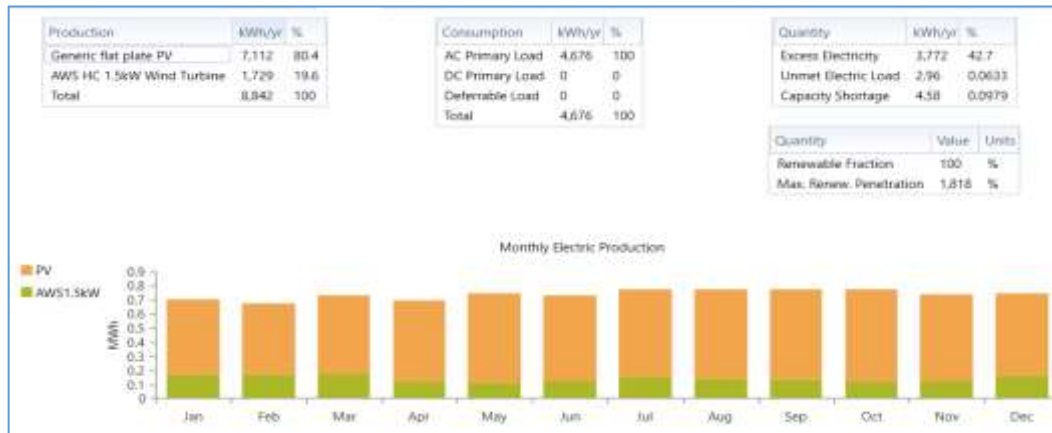 Production kWh/yr %
Generic flat plate PV 7,112 80.4
AWS HC 1.5kW Wind Turbine 1,729 19.6
Total 8,842 100
Consumption kWh/yr %
AC Primary Load 4,676 100
DC Primary Load 0 0
Deferrable Load 0 0
Total 4,676 100
Quantity kWh/yr %
Excess Electricity 3,772 42.7
Unmet Electric Load 2.96 0.0633
Capacity Shortage 4.58 0.0979
Quantity Value Units
Renewable Fraction 100 %
Max. Renew. Penetration 1,818 %
Monthly Electric Production
PV
AWS1.5kW
MWh
0.9
0.8
0.7
0.6
0.5
0.4
0.3
0.2
0.1
0
Jan Feb Mar Apr May Jun Jul Aug Sep Oct Nov Dec